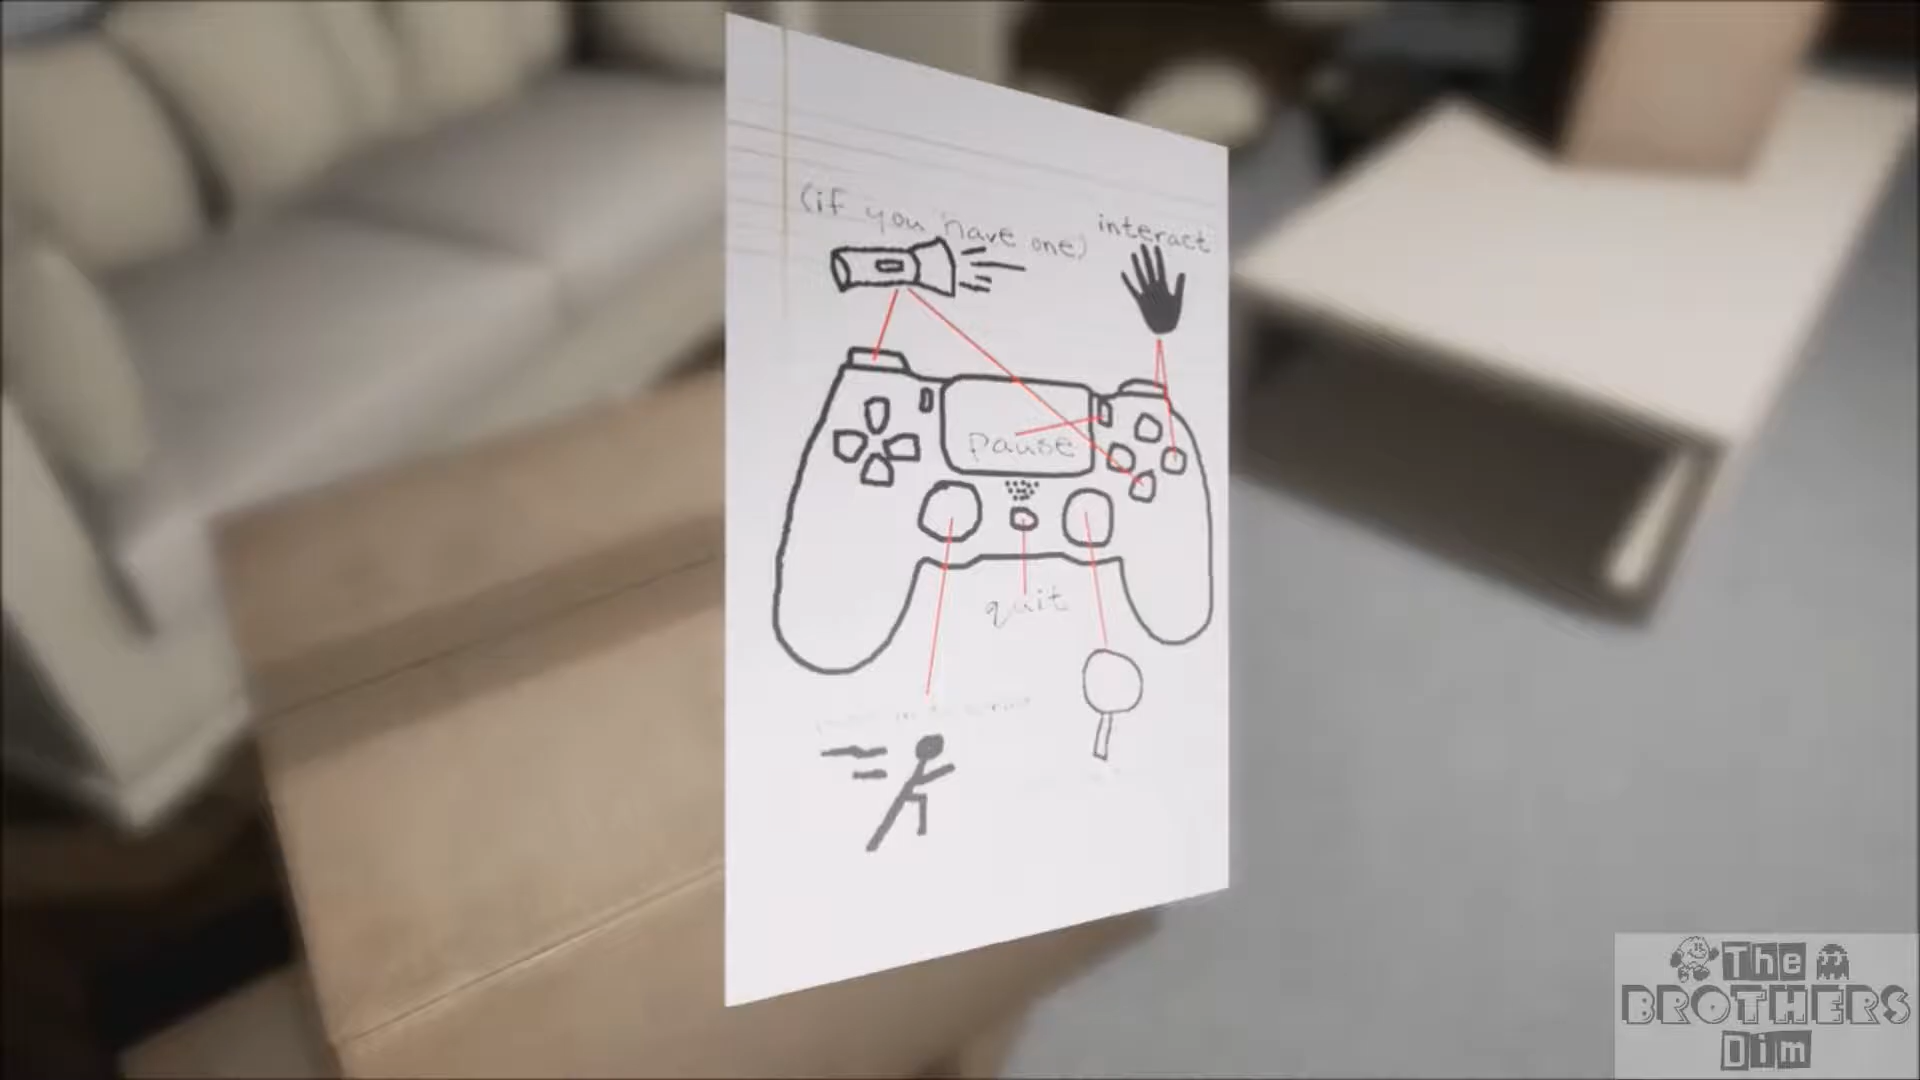 (if you have one)
interact
pause
quit
The
BROTHERS
Dim